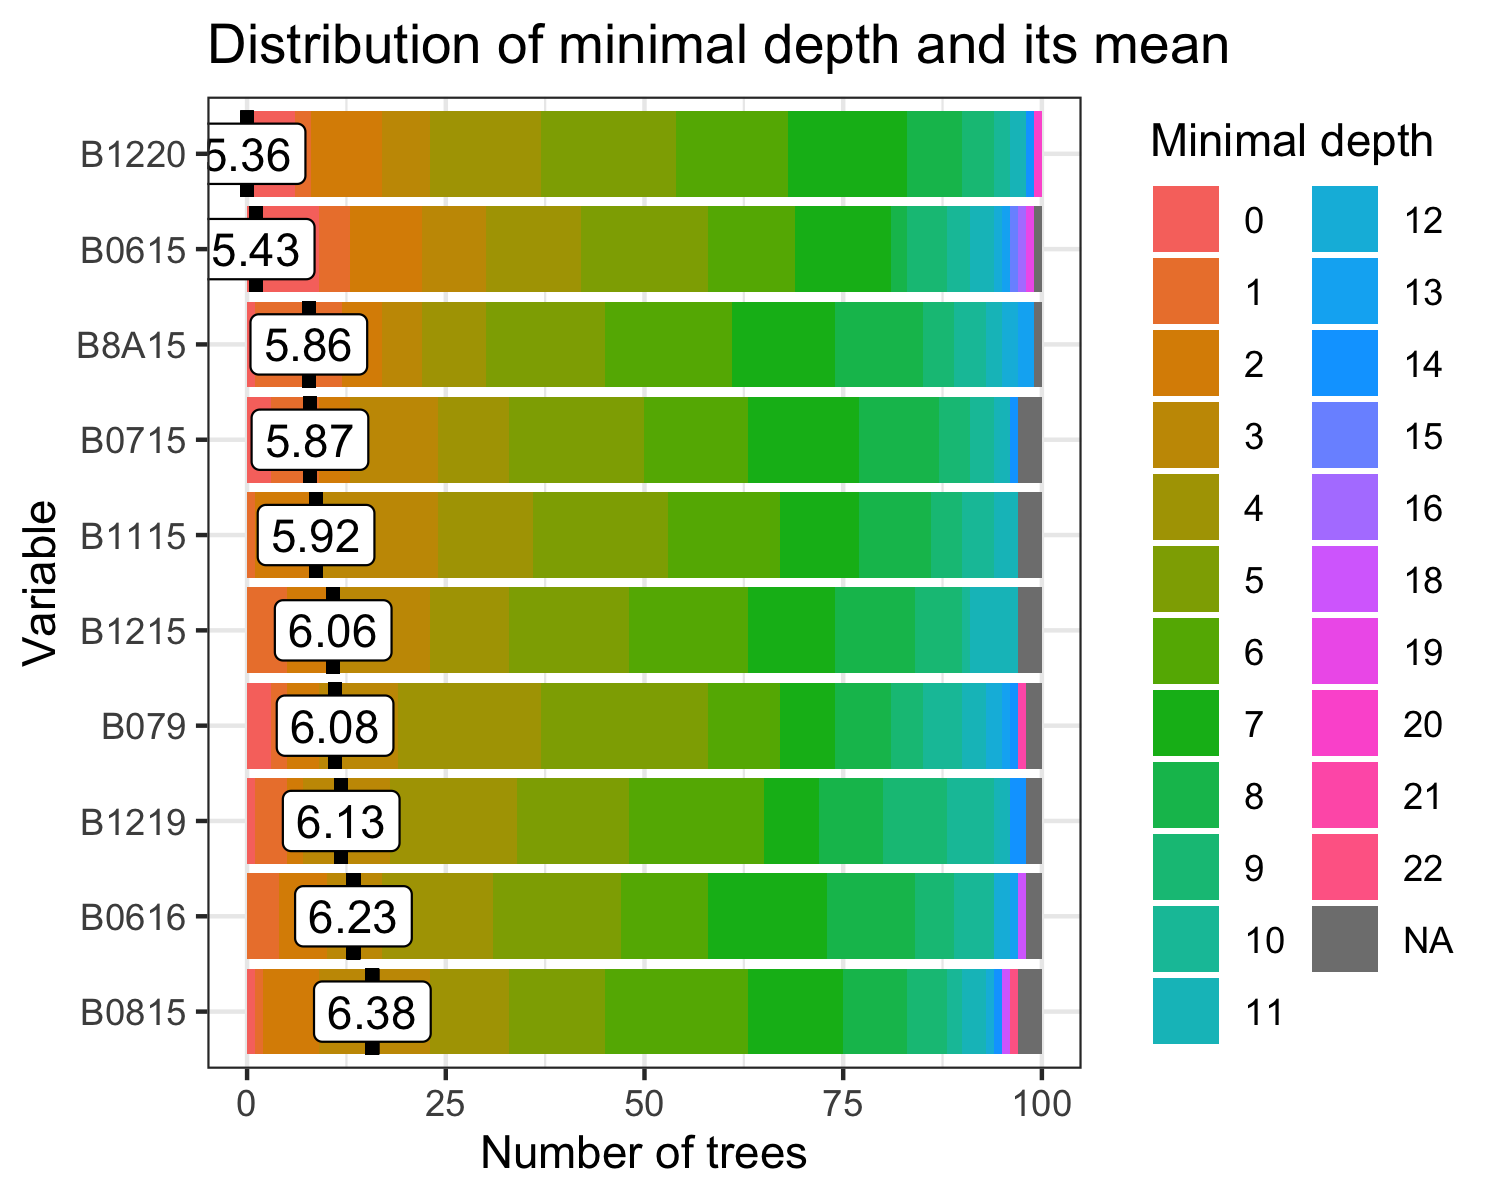 Distribution of minimal depth and its mean
Variable
B1220
5.36
B0615
5.43
B8A15
5.86
B0715
5.87
B1115
5.92
B1215
6.06
B079
6.08
B1219
6.13
B0616
6.23
B0815
6.38
0 25 50 75 100
Number of trees
Minimal depth
0 12
1 13
2 14
3 15
4 16
5 18
6 19
7 20
8 21
9 22
10 NA
11